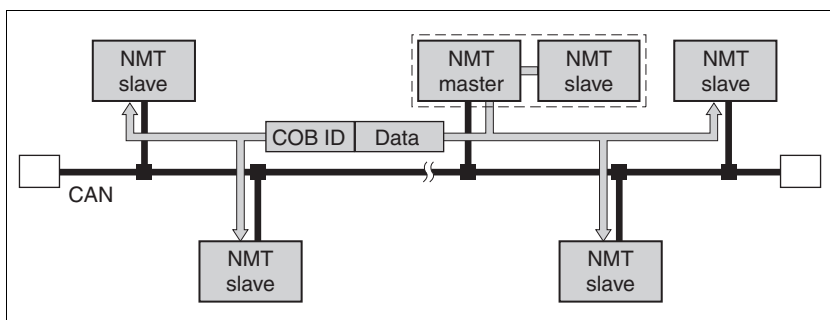 NMT
slave
NMT
master
NMT
slave
NMT
slave
COB ID
Data
CAN
NMT
slave
NMT
slave